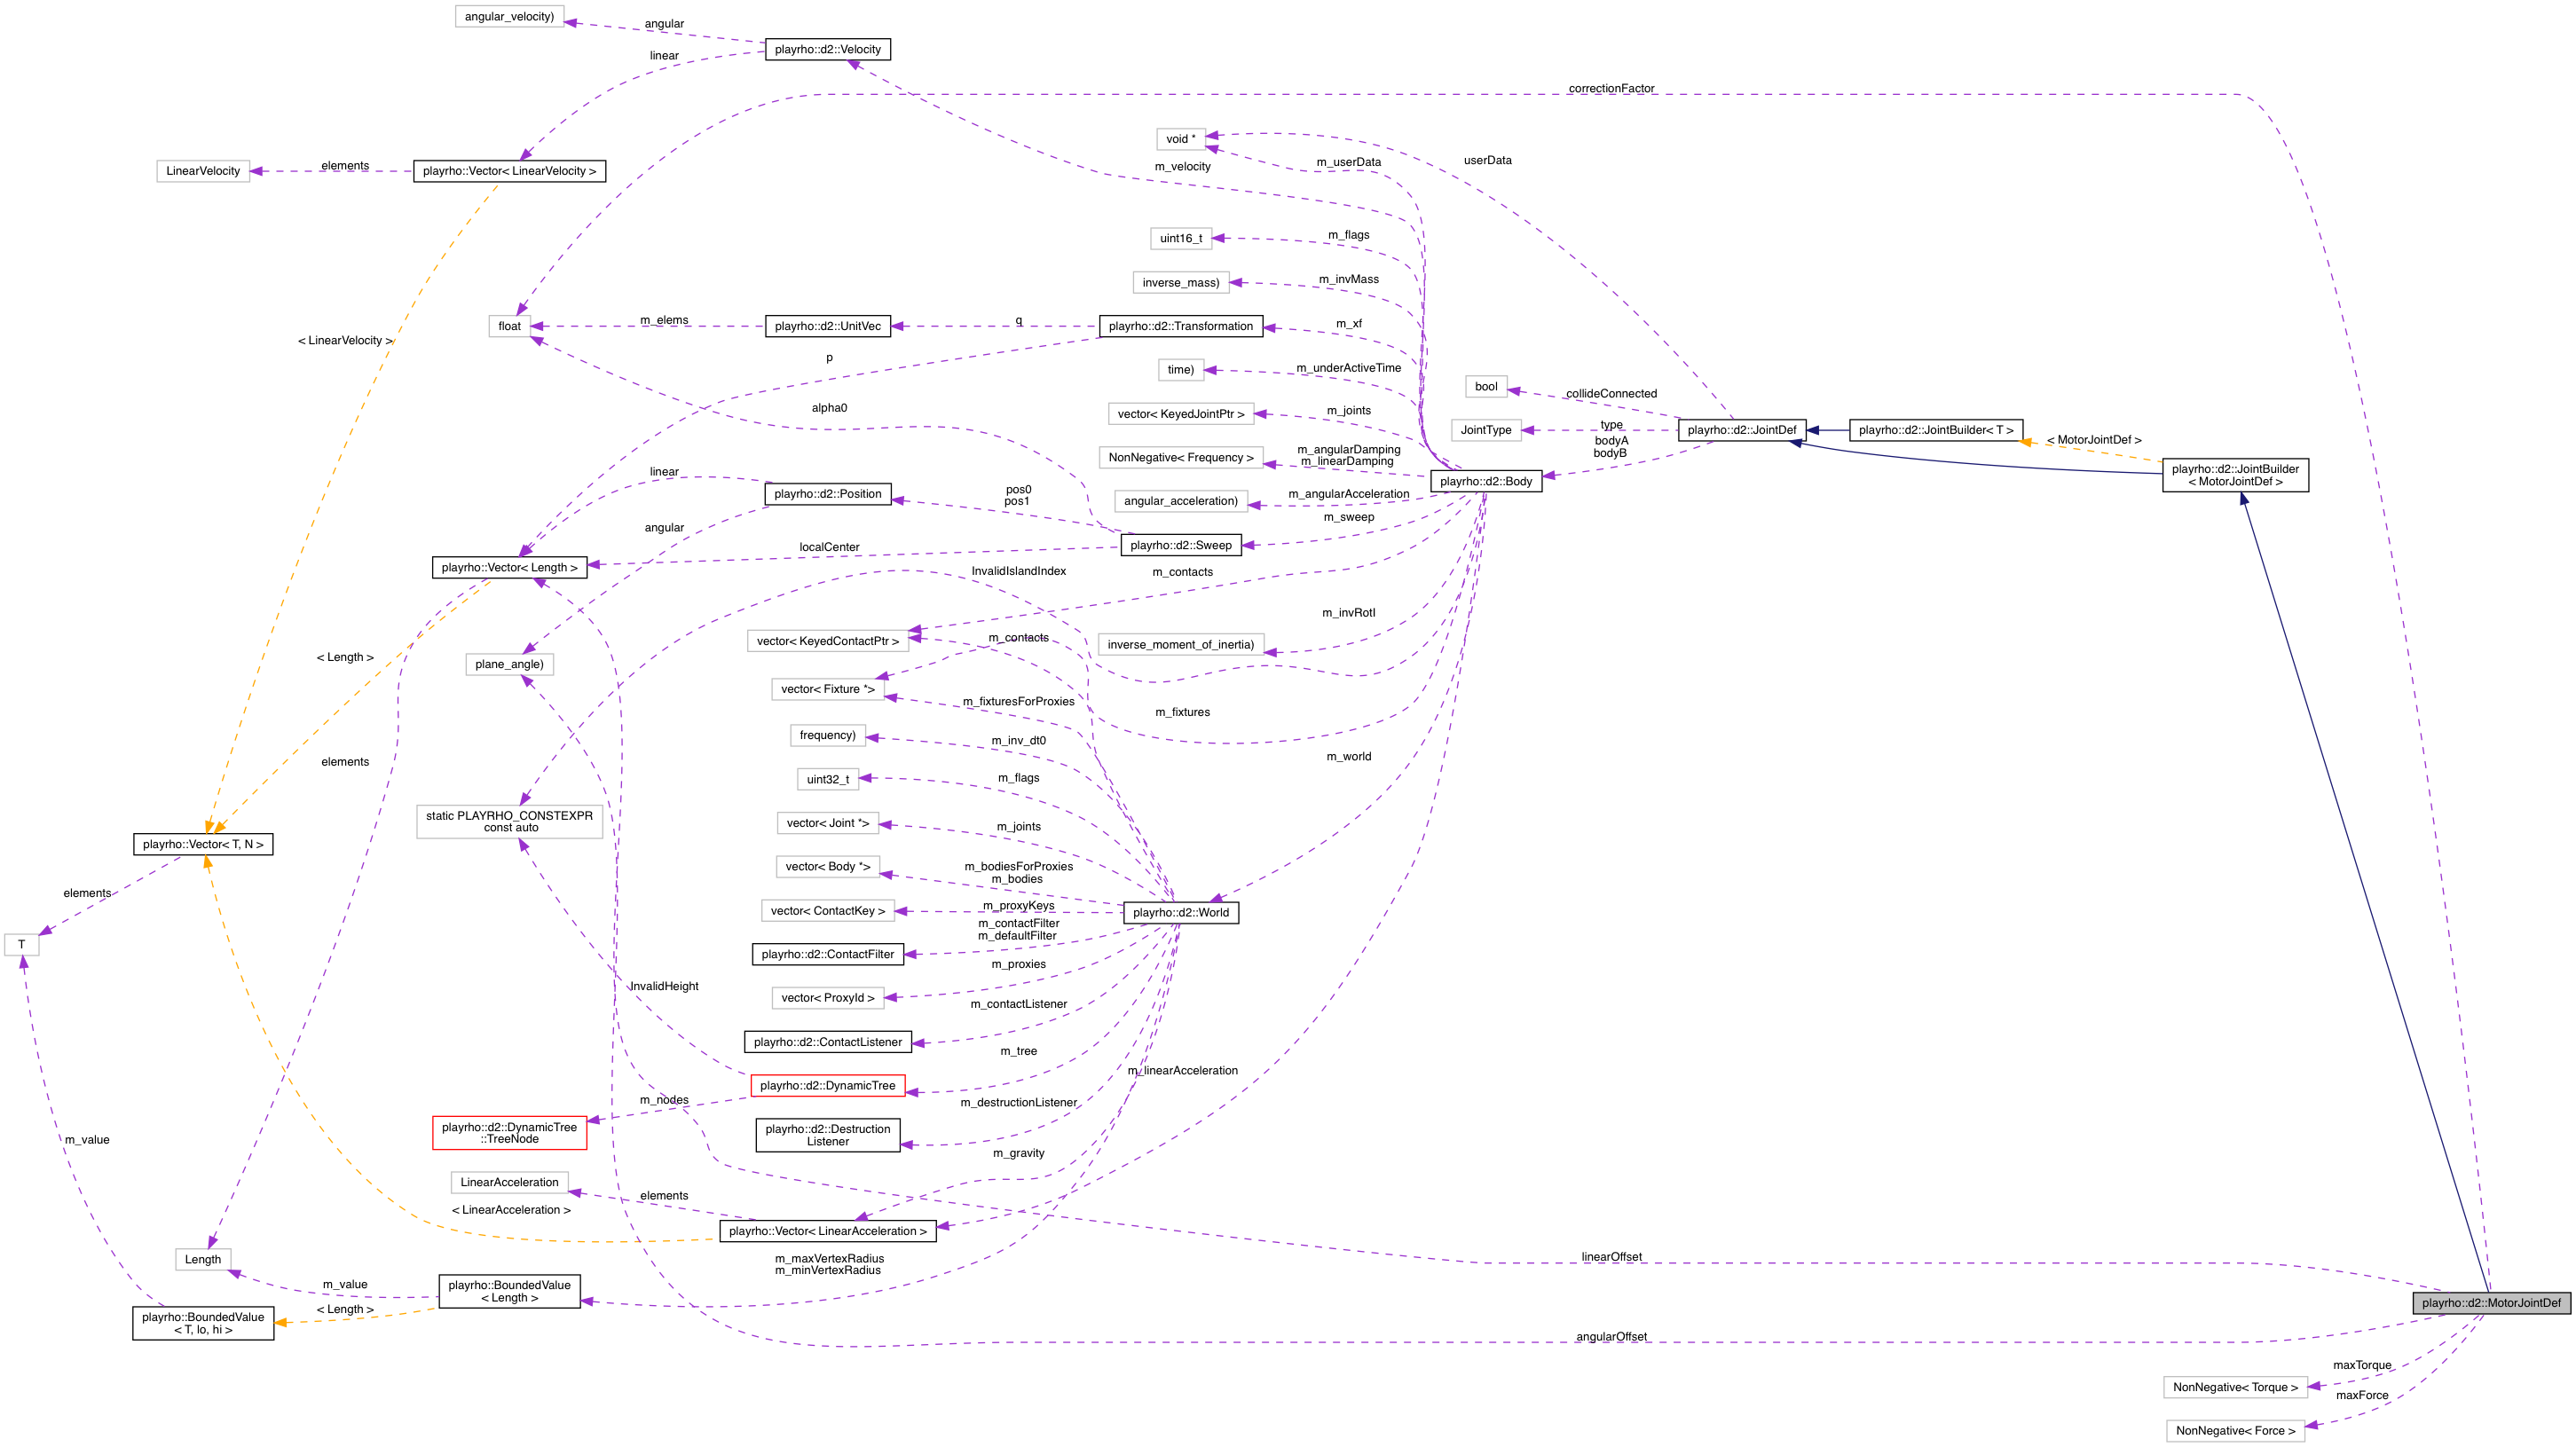 angular_velocity)
angular
playrho::d2::Velocity
linear
correctionFactor
void *
m_userData
userData
m_velocity
LinearVelocity
elements
playrho::Vector< LinearVelocity >
uint16_t
m_flags
inverse_mass)
m_invMass
float
m_elems
playrho::d2::UnitVec
q
playrho::d2::Transformation
m_xf
< LinearVelocity >
p
time)
m_underActiveTime
bool
collideConnected
alpha0
vector< KeyedJointPtr >
m_joints
JointType
type
playrho::d2::JointDef
playrho::d2::JointBuilder< T >
< MotorJointDef >
bodyA
bodyB
NonNegative< Frequency >
m_angularDamping
m_linearDamping
playrho::d2::JointBuilder
< MotorJointDef >
linear
playrho::d2::Position
pos0
pos1
angular_acceleration)
m_angularAcceleration
playrho::d2::Body
angular
m_sweep
localCenter
playrho::d2::Sweep
playrho::Vector< Length >
InvalidIslandIndex
m_contacts
m_invRotI
vector< KeyedContactPtr >
m_contacts
inverse_moment_of_inertia)
< Length >
plane_angle)
vector< Fixture *>
m_fixturesForProxies
m_fixtures
frequency)
m_inv_dt0
m_world
elements
uint32_t
m_flags
static PLAYRHO_CONSTEXPR
const auto
vector< Joint *>
m_joints
playrho::Vector< T, N >
vector< Body *>
m_bodiesForProxies
m_bodies
elements
vector< ContactKey >
m_proxyKeys
playrho::d2::World
T
m_contactFilter
m_defaultFilter
playrho::d2::ContactFilter
m_proxies
InvalidHeight
vector< ProxyId >
m_contactListener
playrho::d2::ContactListener
m_tree
m_linearAcceleration
playrho::d2::DynamicTree
m_nodes
m_destructionListener
playrho::d2::DynamicTree
::TreeNode
playrho::d2::Destruction
Listener
m_value
m_gravity
LinearAcceleration
elements
< LinearAcceleration >
playrho::Vector< LinearAcceleration >
Length
m_maxVertexRadius
m_minVertexRadius
linearOffset
m_value
playrho::BoundedValue
< Length >
< Length >
playrho::BoundedValue
< T, lo, hi >
playrho::d2::MotorJointDef
angularOffset
maxTorque
NonNegative< Torque >
maxForce
NonNegative< Force >